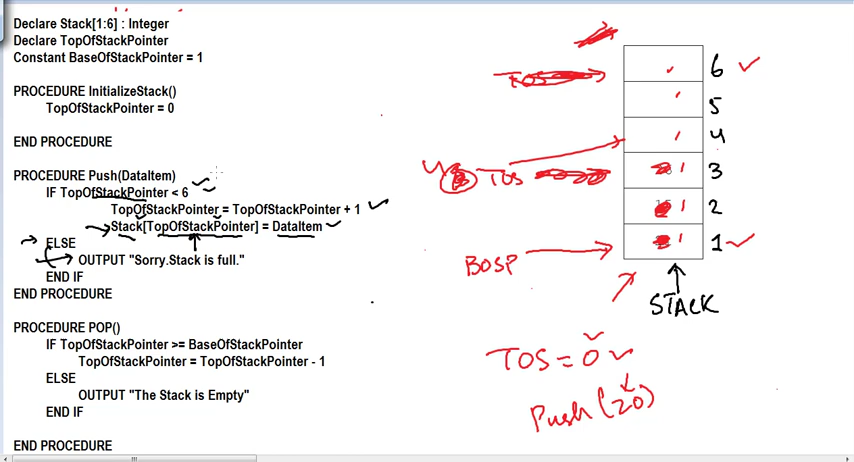 Declare Stack[1:6] : Integer
Declare TopOfStackPointer
Constant BaseOfStackPointer = 1
PROCEDURE InitializeStack()
TopOfStackPointer = 0
END PROCEDURE
PROCEDURE Push(DataItem)
IF TopOfStackPointer < 6
TopOfStackPointer = TopOfStackPointer + 1
Stack[TopOfStackPointer] = DataItem
ELSE
OUTPUT "Sorry.Stack is full."
END IF
END PROCEDURE
PROCEDURE POP()
IF TopOfStackPointer >= BaseOfStackPointer
TopOfStackPointer = TopOfStackPointer - 1
ELSE
OUTPUT "The Stack is Empty"
END IF
END PROCEDURE
TOS
6
5
4
4 TOS
3
2
1
BOSP
STACK
TOS = 0
Push(20)